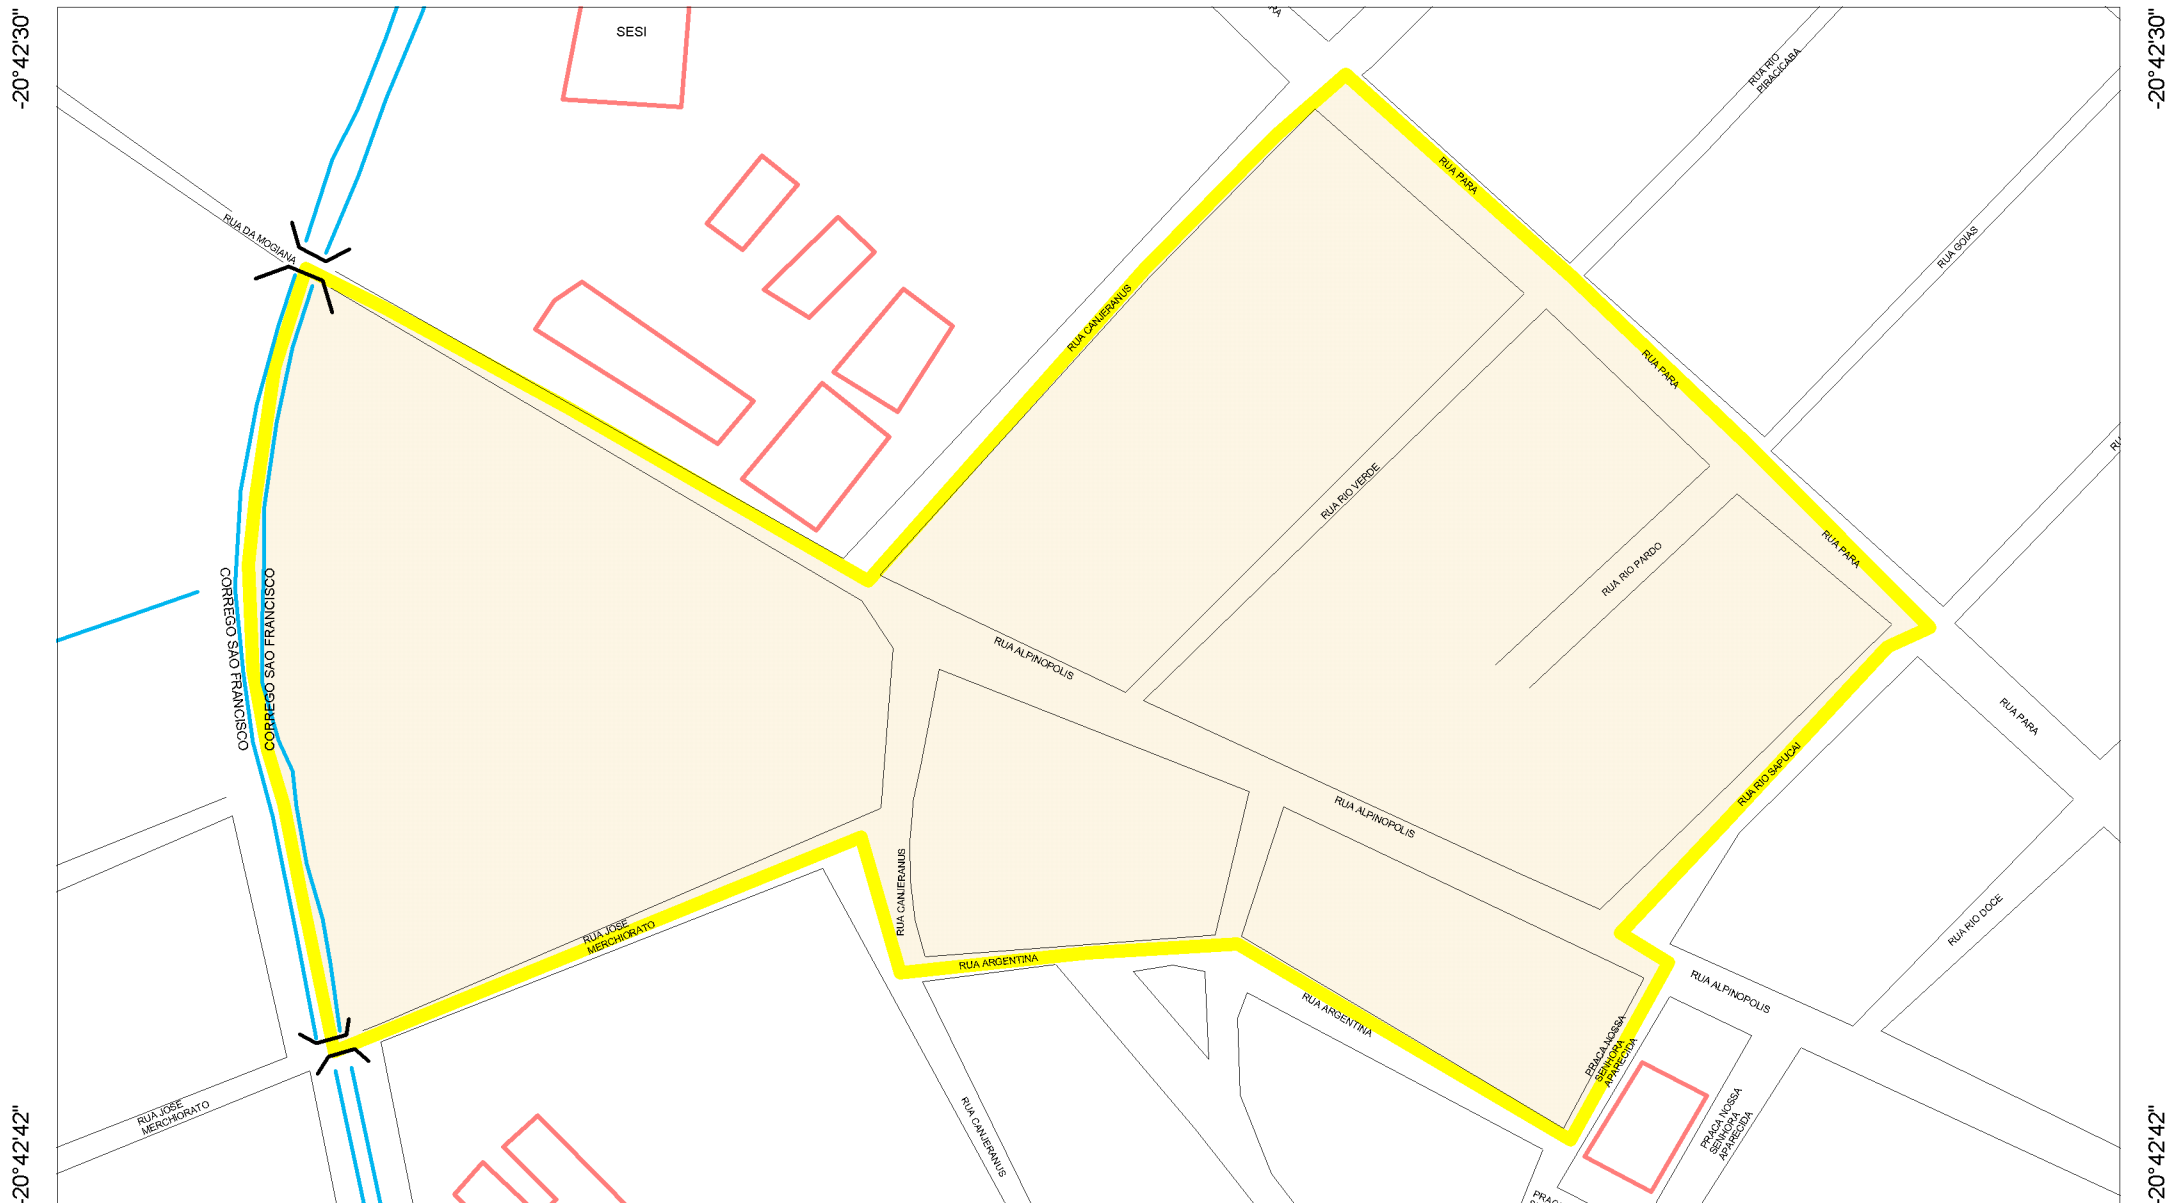 -20°42'30"
-20°42'30"
SESI
RUA RIO
PIRACICABA
RUA PARA
RUA DA MOGIANA
RUA GOIAS
RUA CANJERANUS
RUA PARA
RUA RIO VERDE
RUA PARA
RUA RIO PARDO
CORREGO SAO FRANCISCO
CORREGO SAO FRANCISCO
RUA ALPINOPOLIS
RUA PARA
RUA RIO SAPUCAI
RUA ALPINOPOLIS
RUA CANJERANUS
RUA JOSE
MERCHIORATO
RUA RIO DOCE
RUA ARGENTINA
RUA ALPINOPOLIS
RUA ARGENTINA
PRACA NOSSA
SENHORA
APARECIDA
RUA JOSE
MERCHIORATO
RUA CANJERANUS
PRACA NOSSA
SENHORA
APARECIDA
-20°42'42"
-20°42'42"